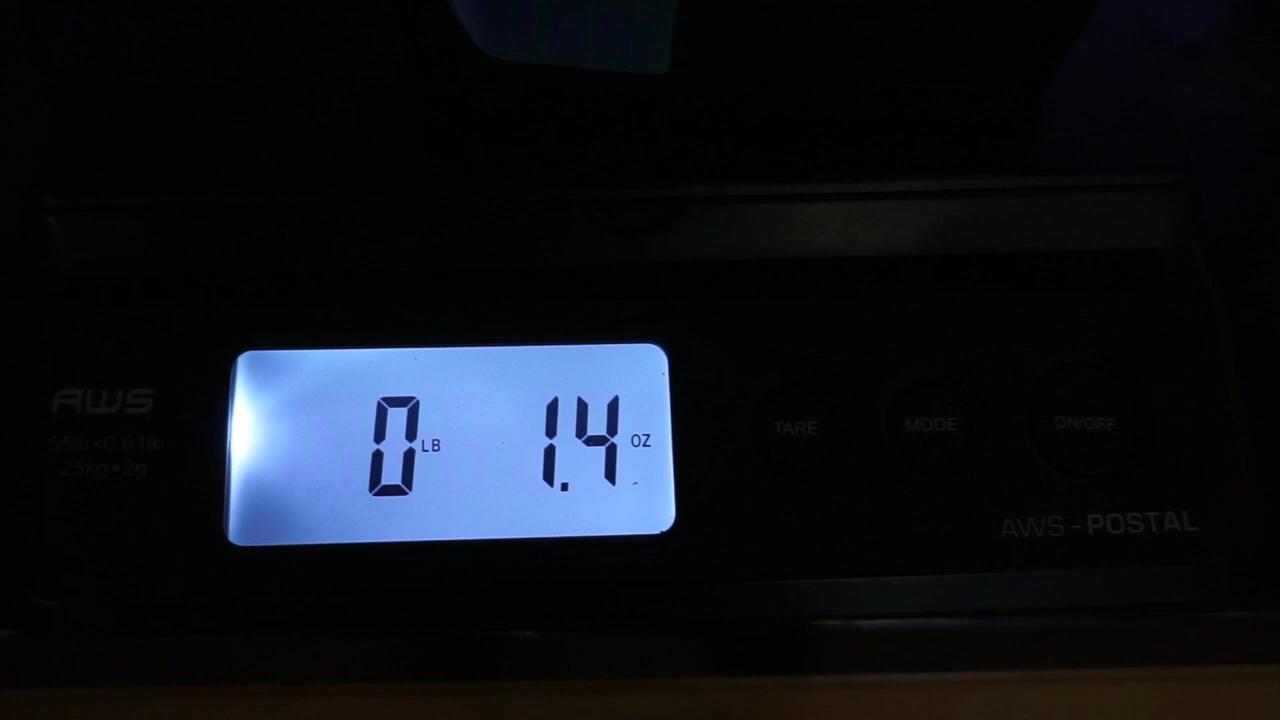 0 LB 1.4 OZ
AWS
55lb×0.01lb
25kg×2g
TARE MODE ON/OFF
AWS-POSTAL